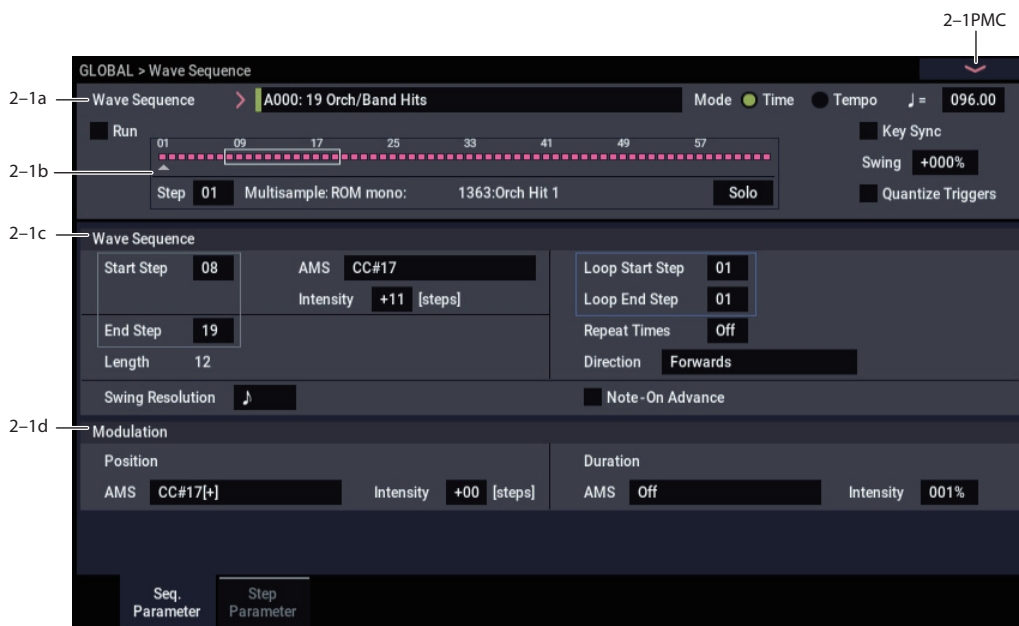 2–1PMC
GLOBAL > Wave Sequence
2–1a
Wave Sequence A000: 19 Orch/Band Hits Mode Time Tempo ♩= 096.00
Run Key Sync
01 09 17 25 33 41 49 57
Swing +000%
2–1b
Step 01 Multisample: ROM mono: 1363:Orch Hit 1 Solo Quantize Triggers
2–1c
Wave Sequence
Start Step 08 AMS CC#17 Loop Start Step 01
Intensity +11 [steps] Loop End Step 01
End Step 19 Repeat Times Off
Length 12 Direction Forwards
Swing Resolution ♪ Note-On Advance
2–1d
Modulation
Position Duration
AMS CC#17[+] Intensity +00 [steps] AMS Off Intensity 001%
Seq. Parameter
Step Parameter